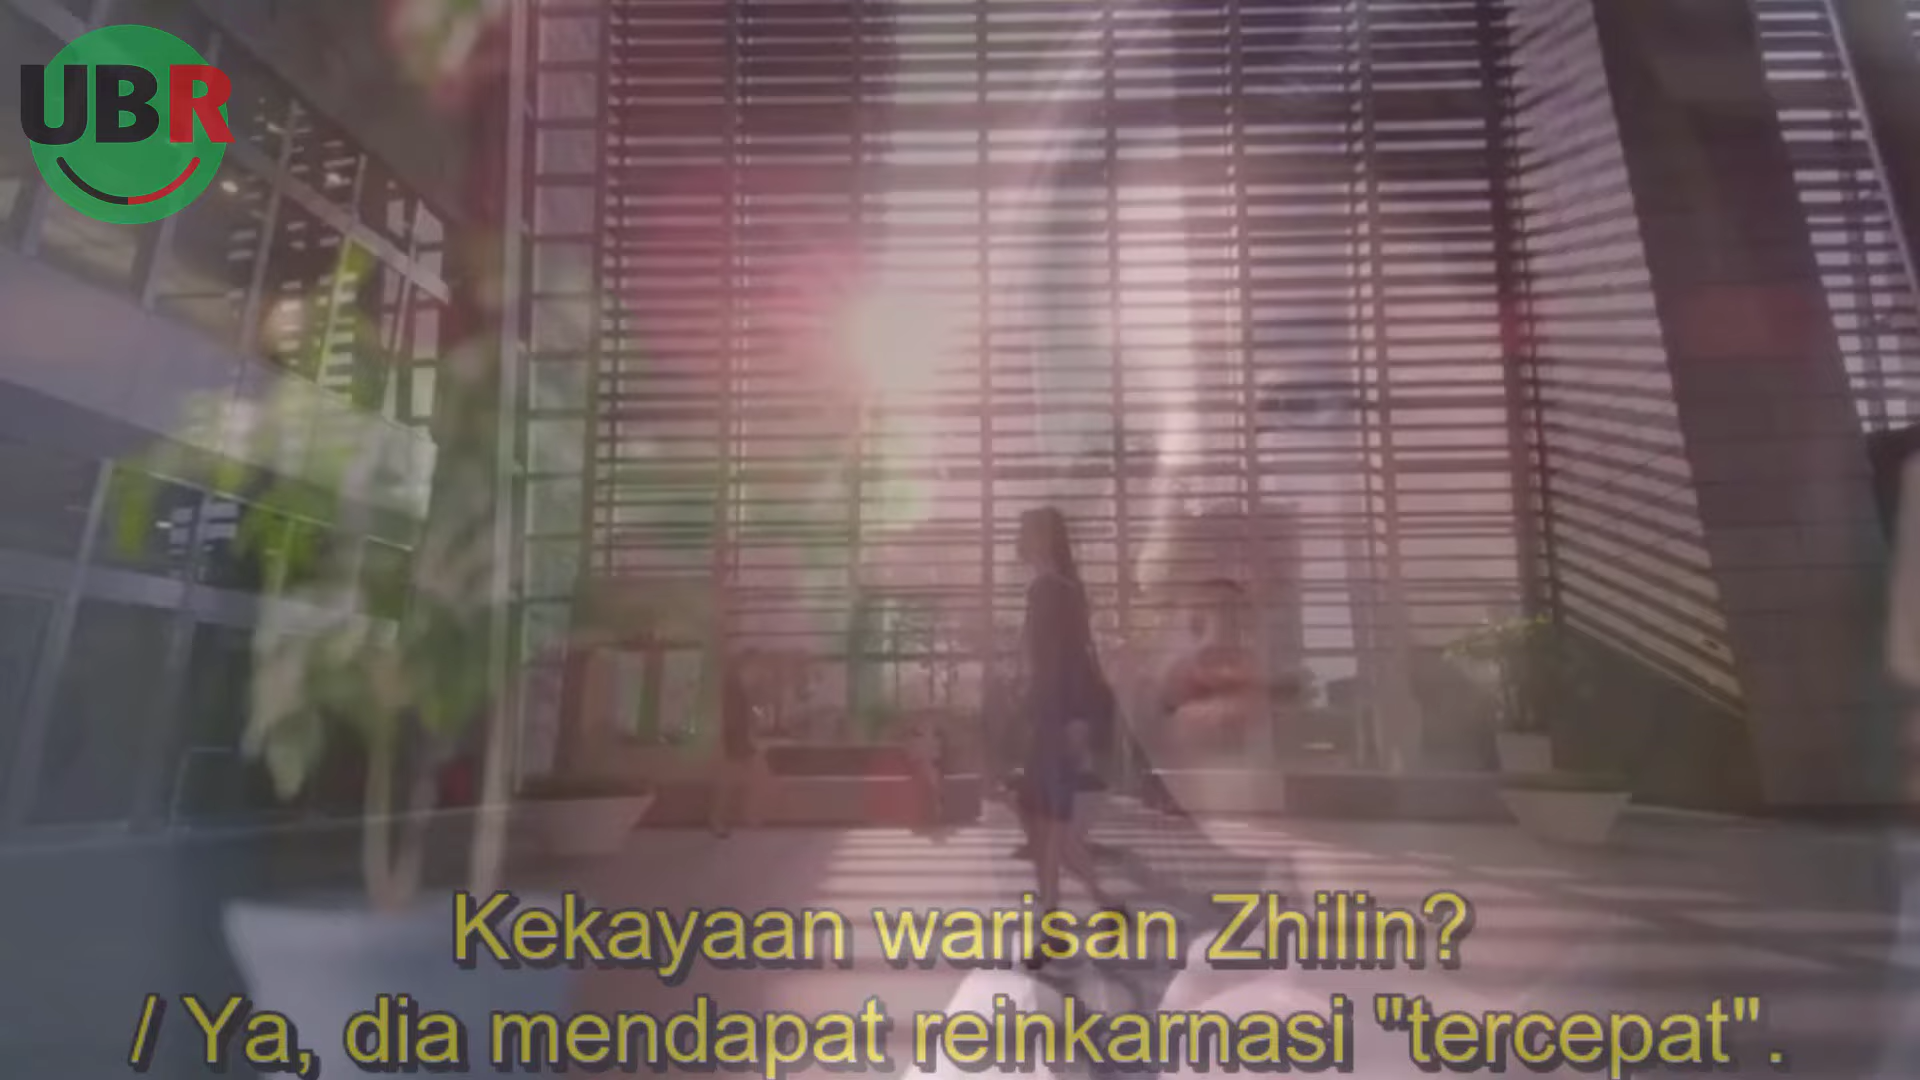 UBR
Kekayaan warisan Zhilin?
/ Ya, dia mendapat reinkarnasi "tercepat".